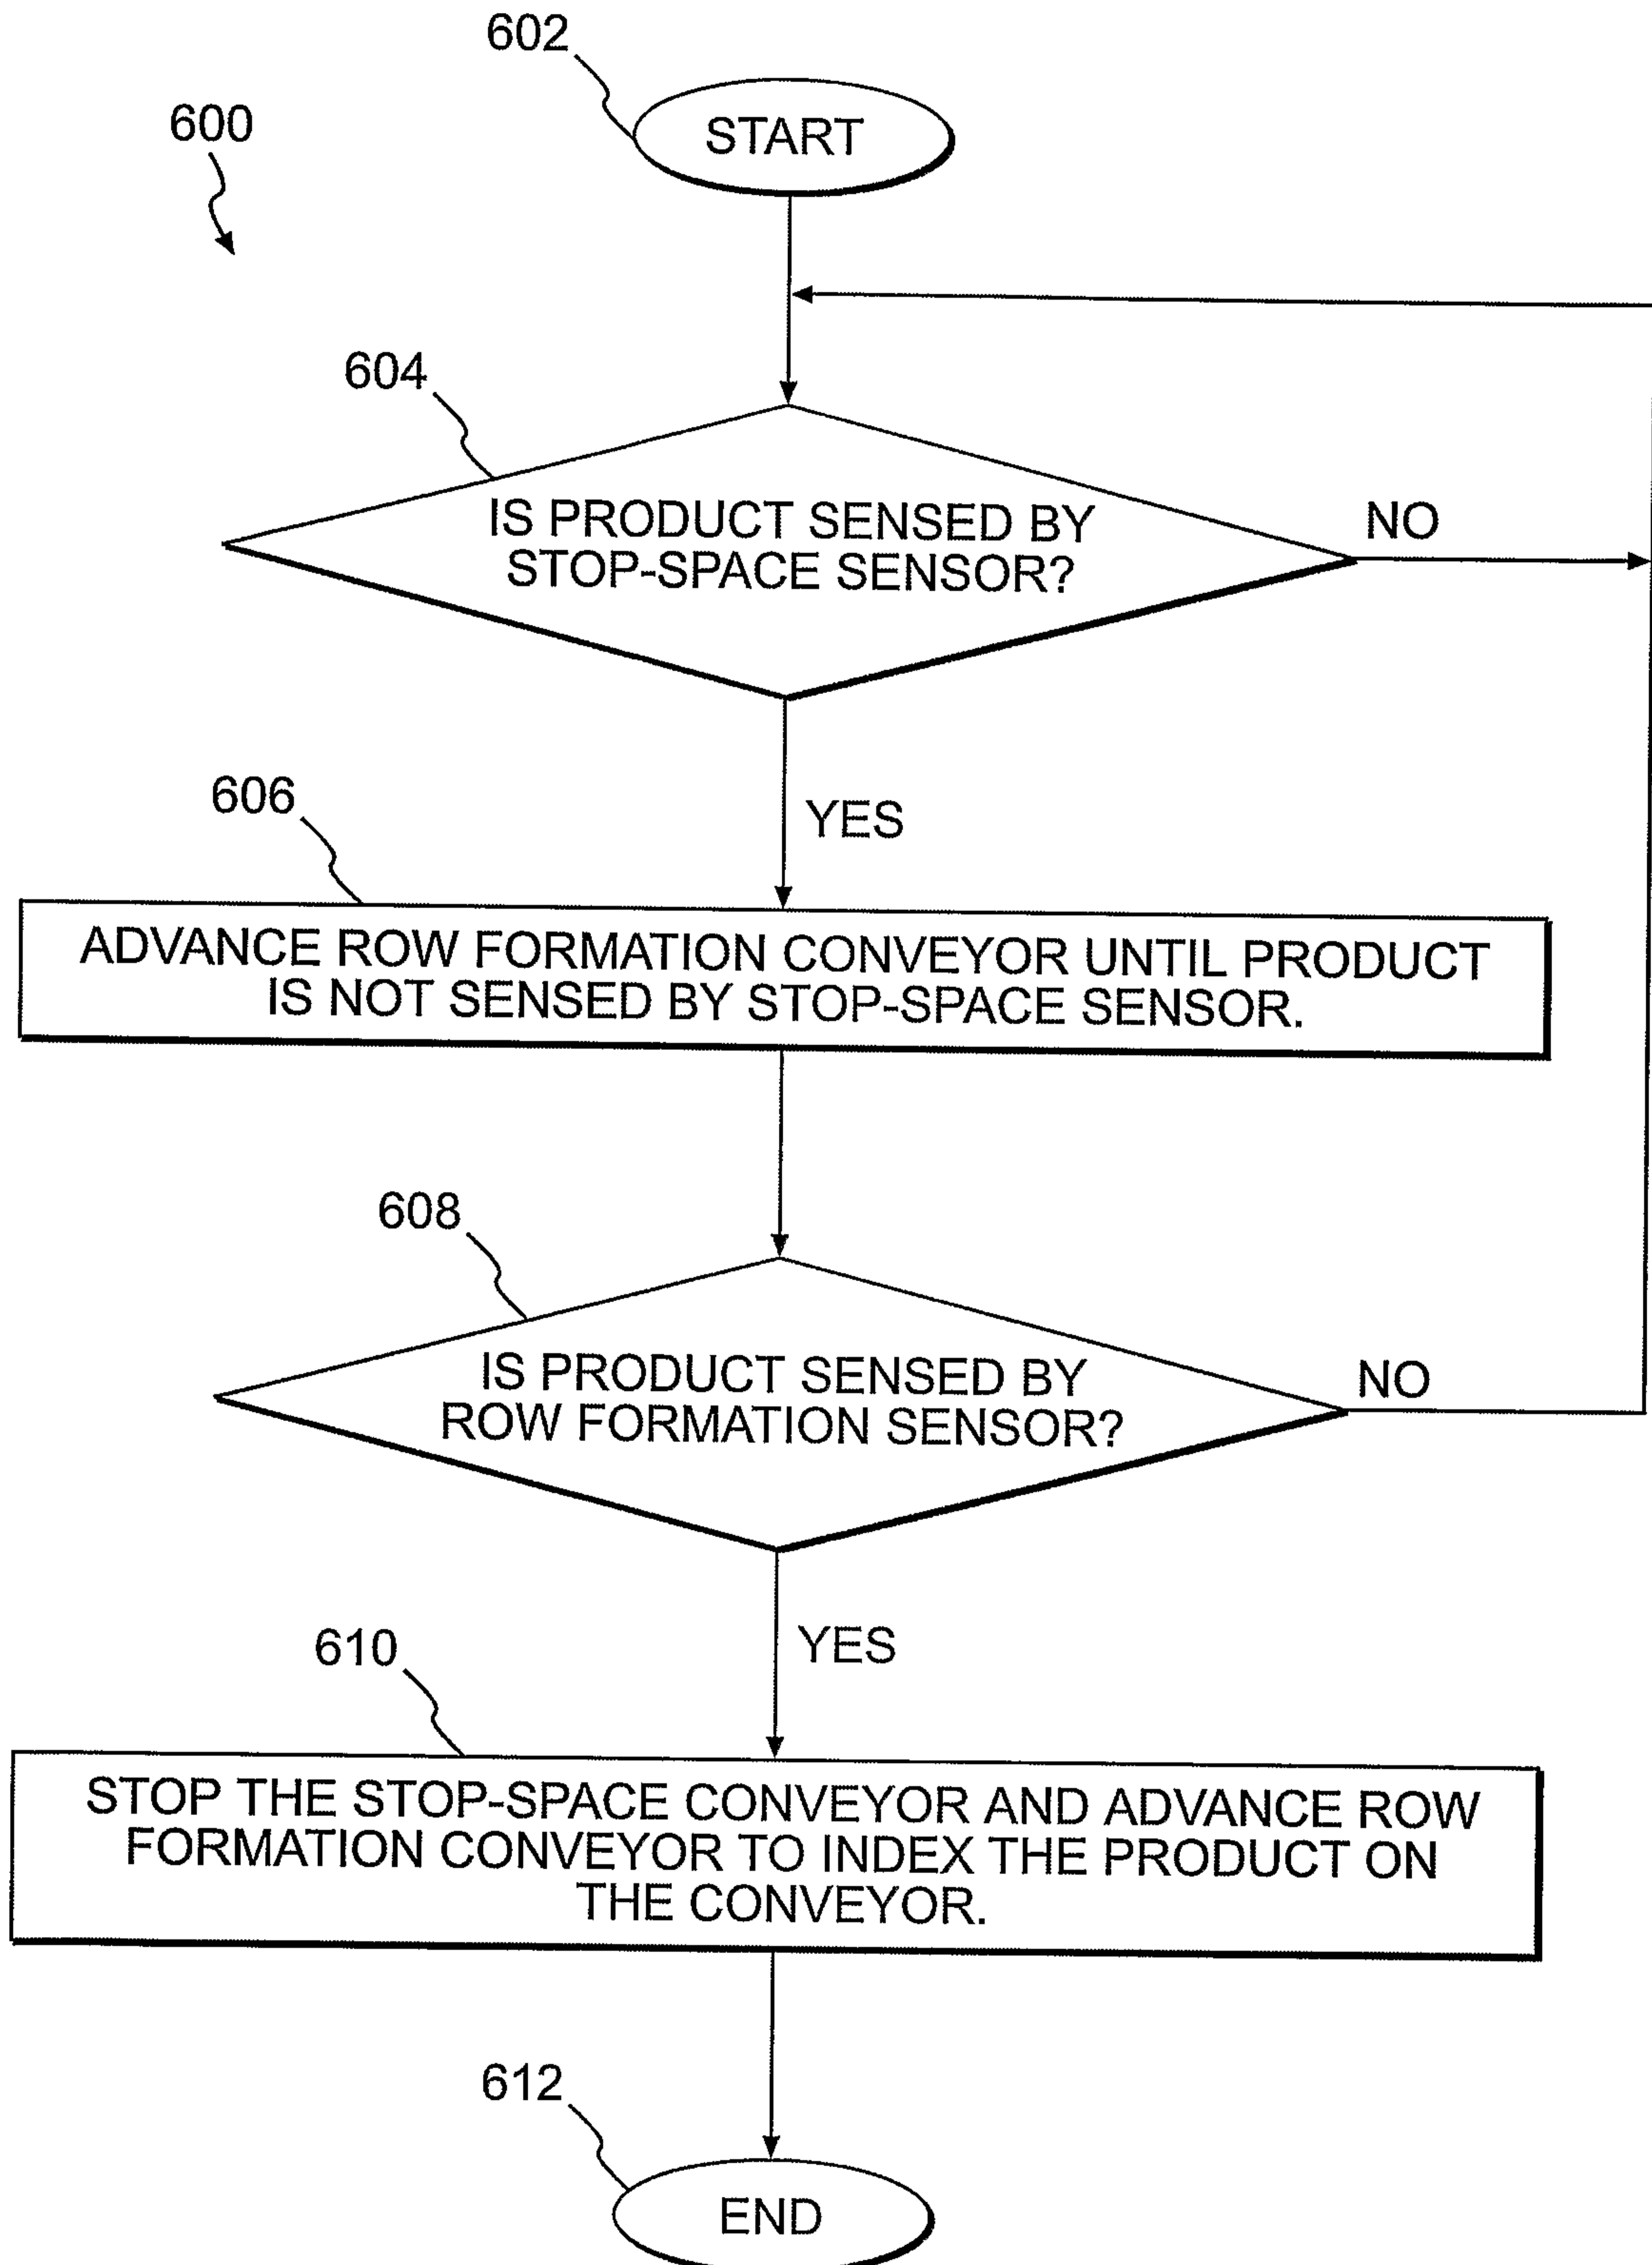 602
START
600
604
IS PRODUCT SENSED BY
STOP-SPACE SENSOR?
NO
YES
606
ADVANCE ROW FORMATION CONVEYOR UNTIL PRODUCT
IS NOT SENSED BY STOP-SPACE SENSOR.
608
IS PRODUCT SENSED BY
ROW FORMATION SENSOR?
NO
YES
610
STOP THE STOP-SPACE CONVEYOR AND ADVANCE ROW
FORMATION CONVEYOR TO INDEX THE PRODUCT ON
THE CONVEYOR.
612
END